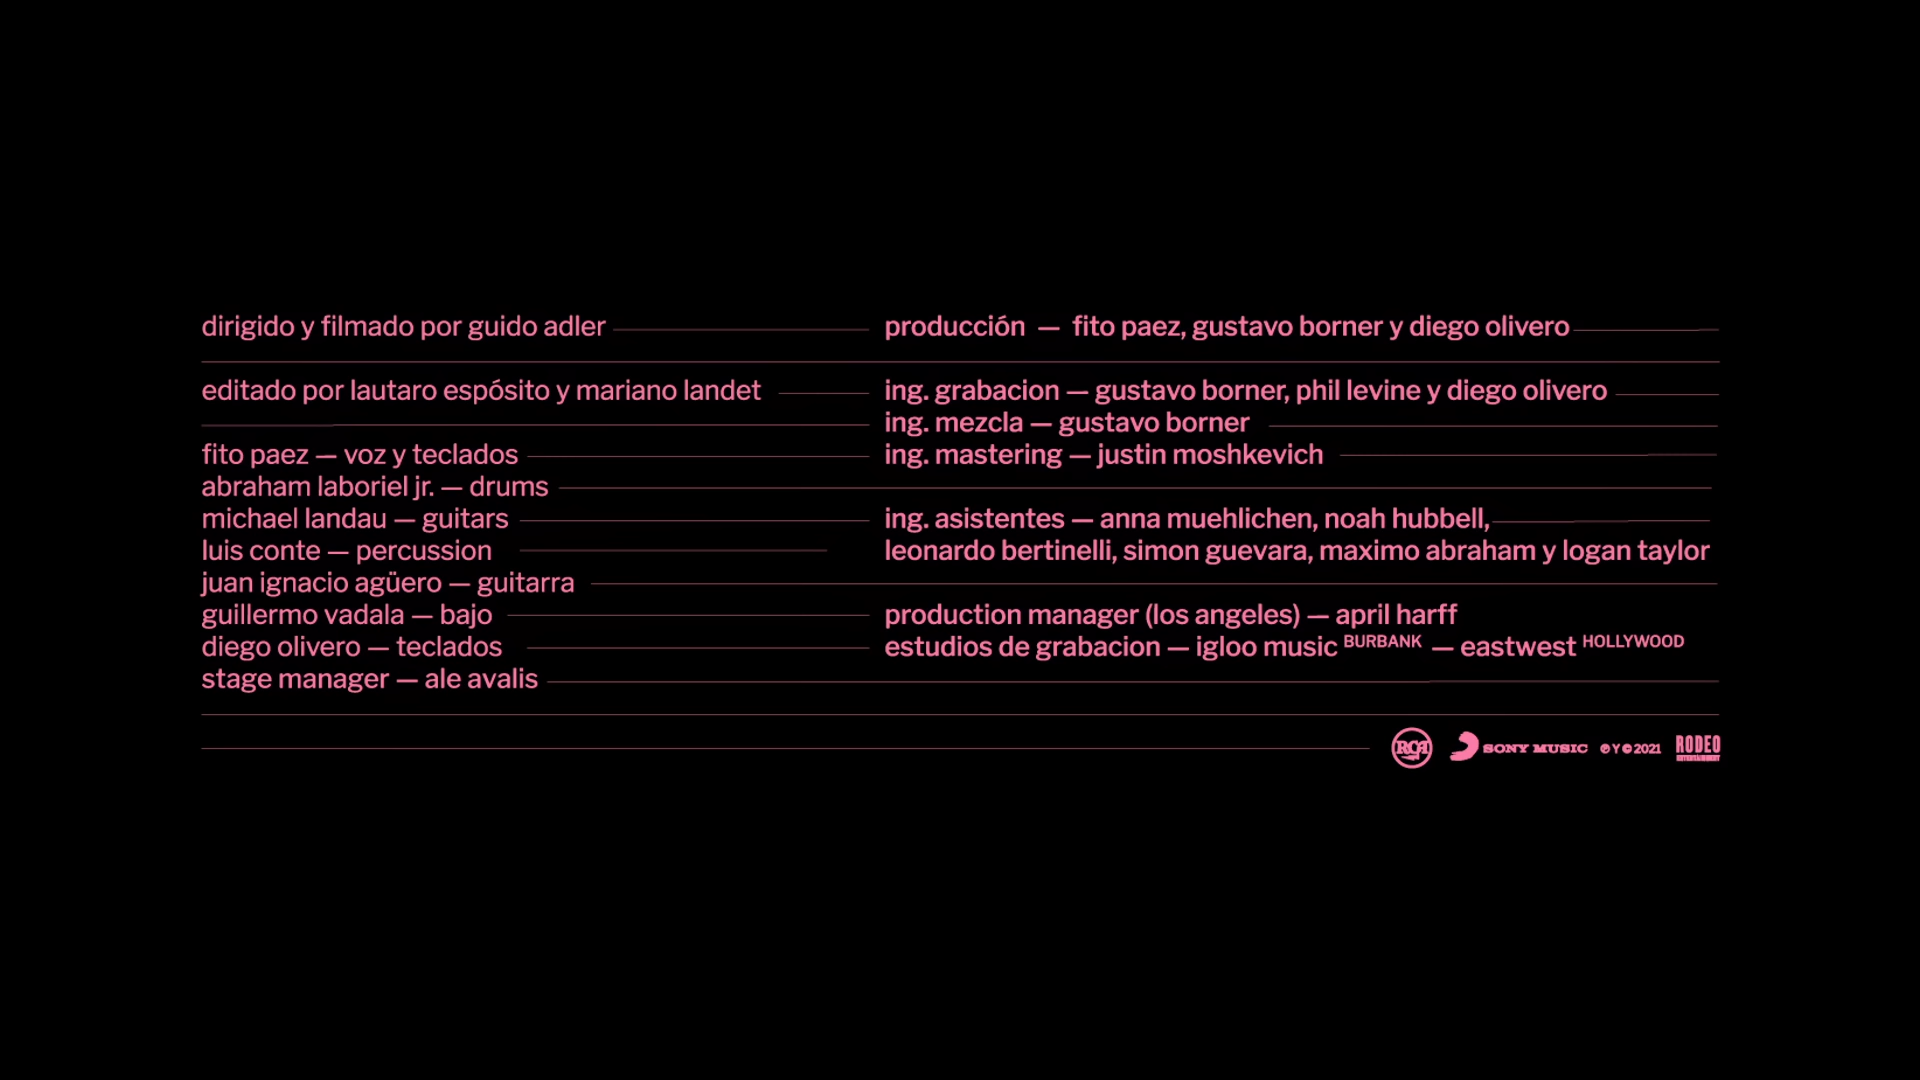 dirigido y filmado por guido adler
editado por lautaro espósito y mariano landet
fito paez — voz y teclados
abraham laboriel jr. — drums
michael landau — guitars
luis conte — percussion
juan ignacio agüero — guitarra
guillermo vadala — bajo
diego olivero — teclados
stage manager — ale avalis
producción — fito paez, gustavo borner y diego olivero
ing. grabacion — gustavo borner, phil levine y diego olivero
ing. mezcla — gustavo borner
ing. mastering — justin moshkevich
ing. asistentes — anna muehlichen, noah hubbell,
leonardo bertinelli, simon guevara, maximo abraham y logan taylor
production manager (los angeles) — april harff
estudios de grabacion — igloo music BURBANK — eastwest HOLLYWOOD
RCA SONY MUSIC ℗ Y © 2021 RODEO
ENTERTAINMENT